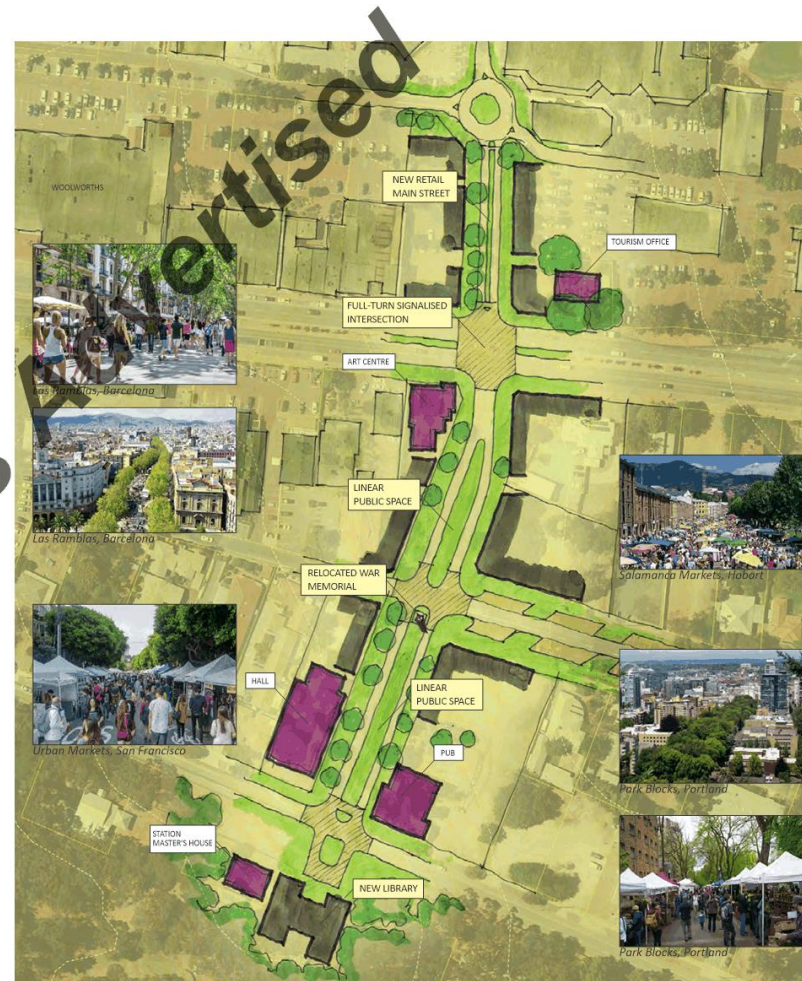 Advertised
WOOLWORTHS
NEW RETAIL
MAIN STREET
TOURISM OFFICE
FULL-TURN SIGNALISED
INTERSECTION
ART CENTRE
Las Ramblas, Barcelona
Las Ramblas, Barcelona
LINEAR
PUBLIC SPACE
Salamanca Markets, Hobart
RELOCATED WAR
MEMORIAL
HALL
LINEAR
PUBLIC SPACE
Urban Markets, San Francisco
PUB
Park Blocks, Portland
STATION
MASTER'S HOUSE
NEW LIBRARY
Park Blocks, Portland